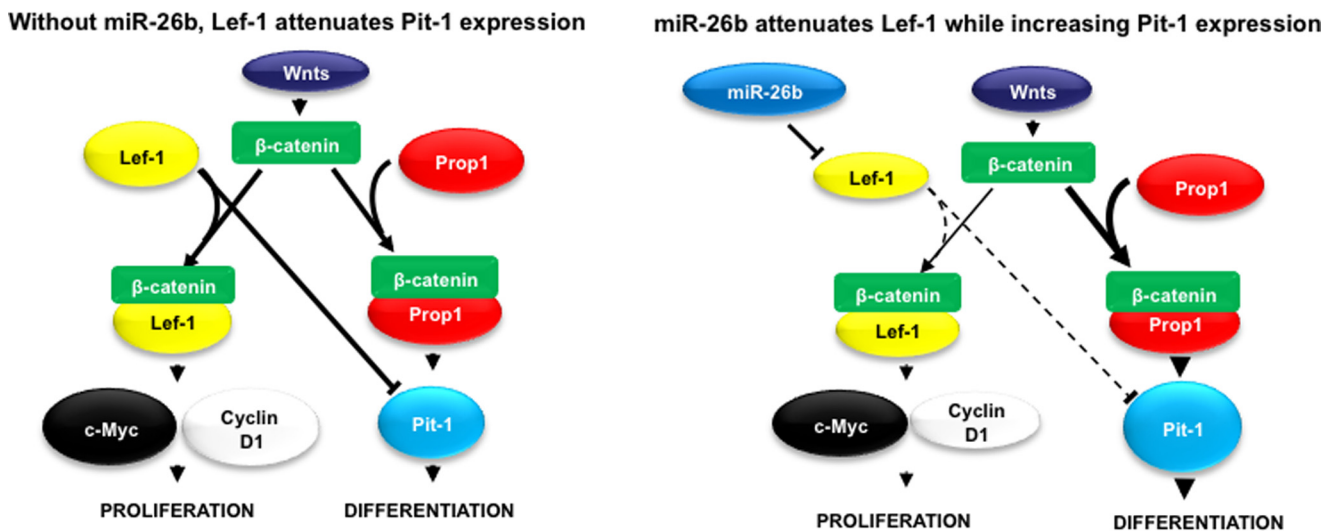 Without miR-26b, Lef-1 attenuates Pit-1 expression
Wnts
Lef-1
β-catenin
Prop1
β-catenin
Lef-1
β-catenin
Prop1
c-Myc
Cyclin
D1
Pit-1
PROLIFERATION
DIFFERENTIATION
miR-26b attenuates Lef-1 while increasing Pit-1 expression
miR-26b
Wnts
Lef-1
β-catenin
Prop1
β-catenin
Lef-1
β-catenin
Prop1
c-Myc
Cyclin
D1
Pit-1
PROLIFERATION
DIFFERENTIATION